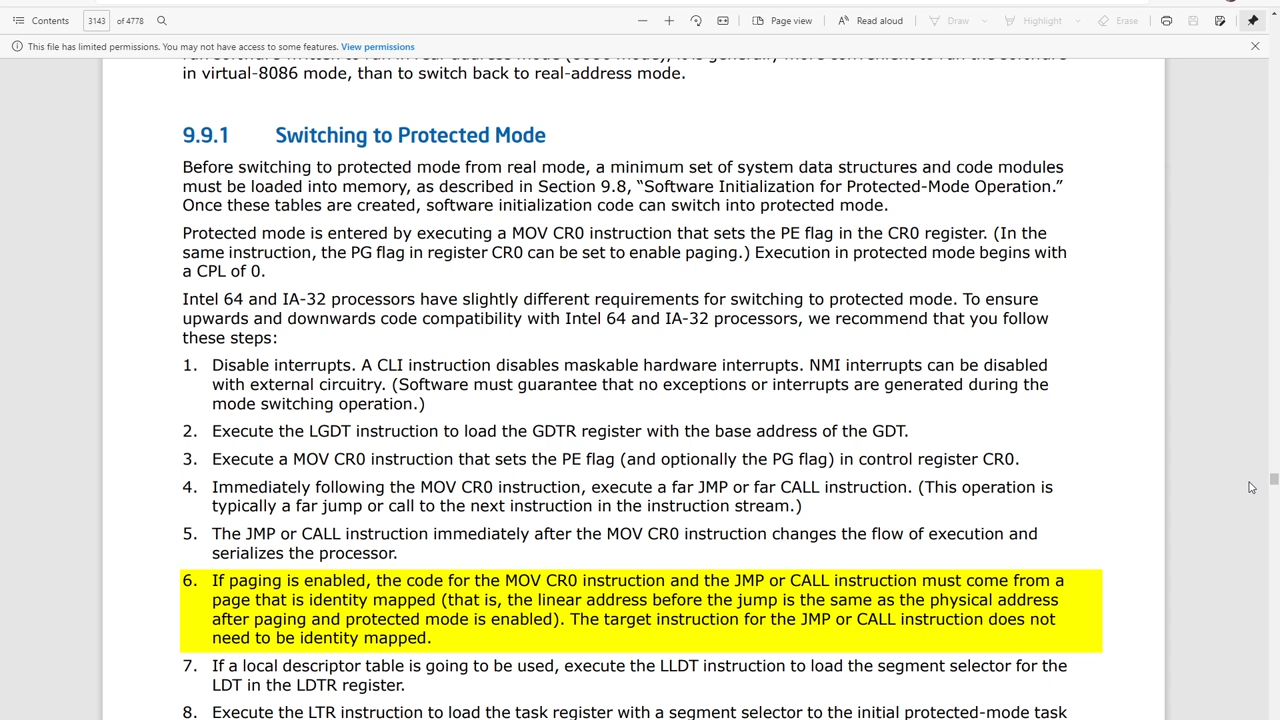 Contents 3143 of 4778 Page view Read aloud Draw Highlight Erase
This file has limited permissions. You may not have access to some features. View permissions
in virtual-8086 mode, than to switch back to real-address mode.
9.9.1 Switching to Protected Mode
Before switching to protected mode from real mode, a minimum set of system data structures and code modules
must be loaded into memory, as described in Section 9.8, “Software Initialization for Protected-Mode Operation.”
Once these tables are created, software initialization code can switch into protected mode.
Protected mode is entered by executing a MOV CR0 instruction that sets the PE flag in the CR0 register. (In the
same instruction, the PG flag in register CR0 can be set to enable paging.) Execution in protected mode begins with
a CPL of 0.
Intel 64 and IA-32 processors have slightly different requirements for switching to protected mode. To ensure
upwards and downwards code compatibility with Intel 64 and IA-32 processors, we recommend that you follow
these steps:
1. Disable interrupts. A CLI instruction disables maskable hardware interrupts. NMI interrupts can be disabled
with external circuitry. (Software must guarantee that no exceptions or interrupts are generated during the
mode switching operation.)
2. Execute the LGDT instruction to load the GDTR register with the base address of the GDT.
3. Execute a MOV CR0 instruction that sets the PE flag (and optionally the PG flag) in control register CR0.
4. Immediately following the MOV CR0 instruction, execute a far JMP or far CALL instruction. (This operation is
typically a far jump or call to the next instruction in the instruction stream.)
5. The JMP or CALL instruction immediately after the MOV CR0 instruction changes the flow of execution and
serializes the processor.
6. If paging is enabled, the code for the MOV CR0 instruction and the JMP or CALL instruction must come from a
page that is identity mapped (that is, the linear address before the jump is the same as the physical address
after paging and protected mode is enabled). The target instruction for the JMP or CALL instruction does not
need to be identity mapped.
7. If a local descriptor table is going to be used, execute the LLDT instruction to load the segment selector for the
LDT in the LDTR register.
8. Execute the LTR instruction to load the task register with a segment selector to the initial protected-mode task